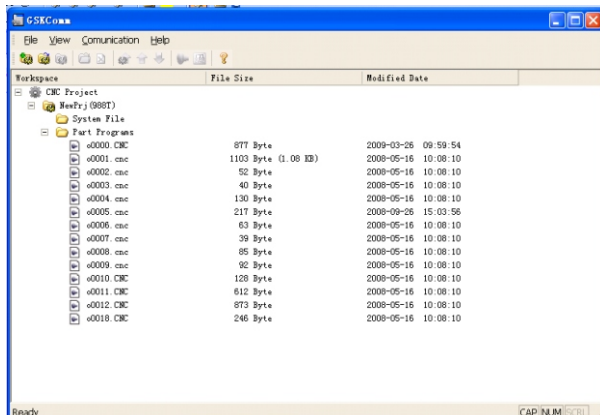 GSKComm
File View Comunication Help
Workspace File Size Modified Date
CNC Project
NewPrj(988T)
System File
Part Programs
o0000.CNC 877 Byte 2009-03-26 09:59:54
o0001.cnc 1103 Byte (1.08 KB) 2008-05-16 10:08:10
o0002.cnc 52 Byte 2008-05-16 10:08:10
o0003.cnc 40 Byte 2008-05-16 10:08:10
o0004.cnc 130 Byte 2008-05-16 10:08:10
o0005.cnc 217 Byte 2008-09-26 15:03:56
o0006.cnc 63 Byte 2008-05-16 10:08:10
o0007.cnc 39 Byte 2008-05-16 10:08:10
o0008.cnc 85 Byte 2008-05-16 10:08:10
o0009.cnc 92 Byte 2008-05-16 10:08:10
o0010.CNC 128 Byte 2008-05-16 10:08:10
o0011.CNC 612 Byte 2008-05-16 10:08:10
o0012.CNC 873 Byte 2008-05-16 10:08:10
o0018.CNC 246 Byte 2008-05-16 10:08:10
Ready CAP NUM SCRL